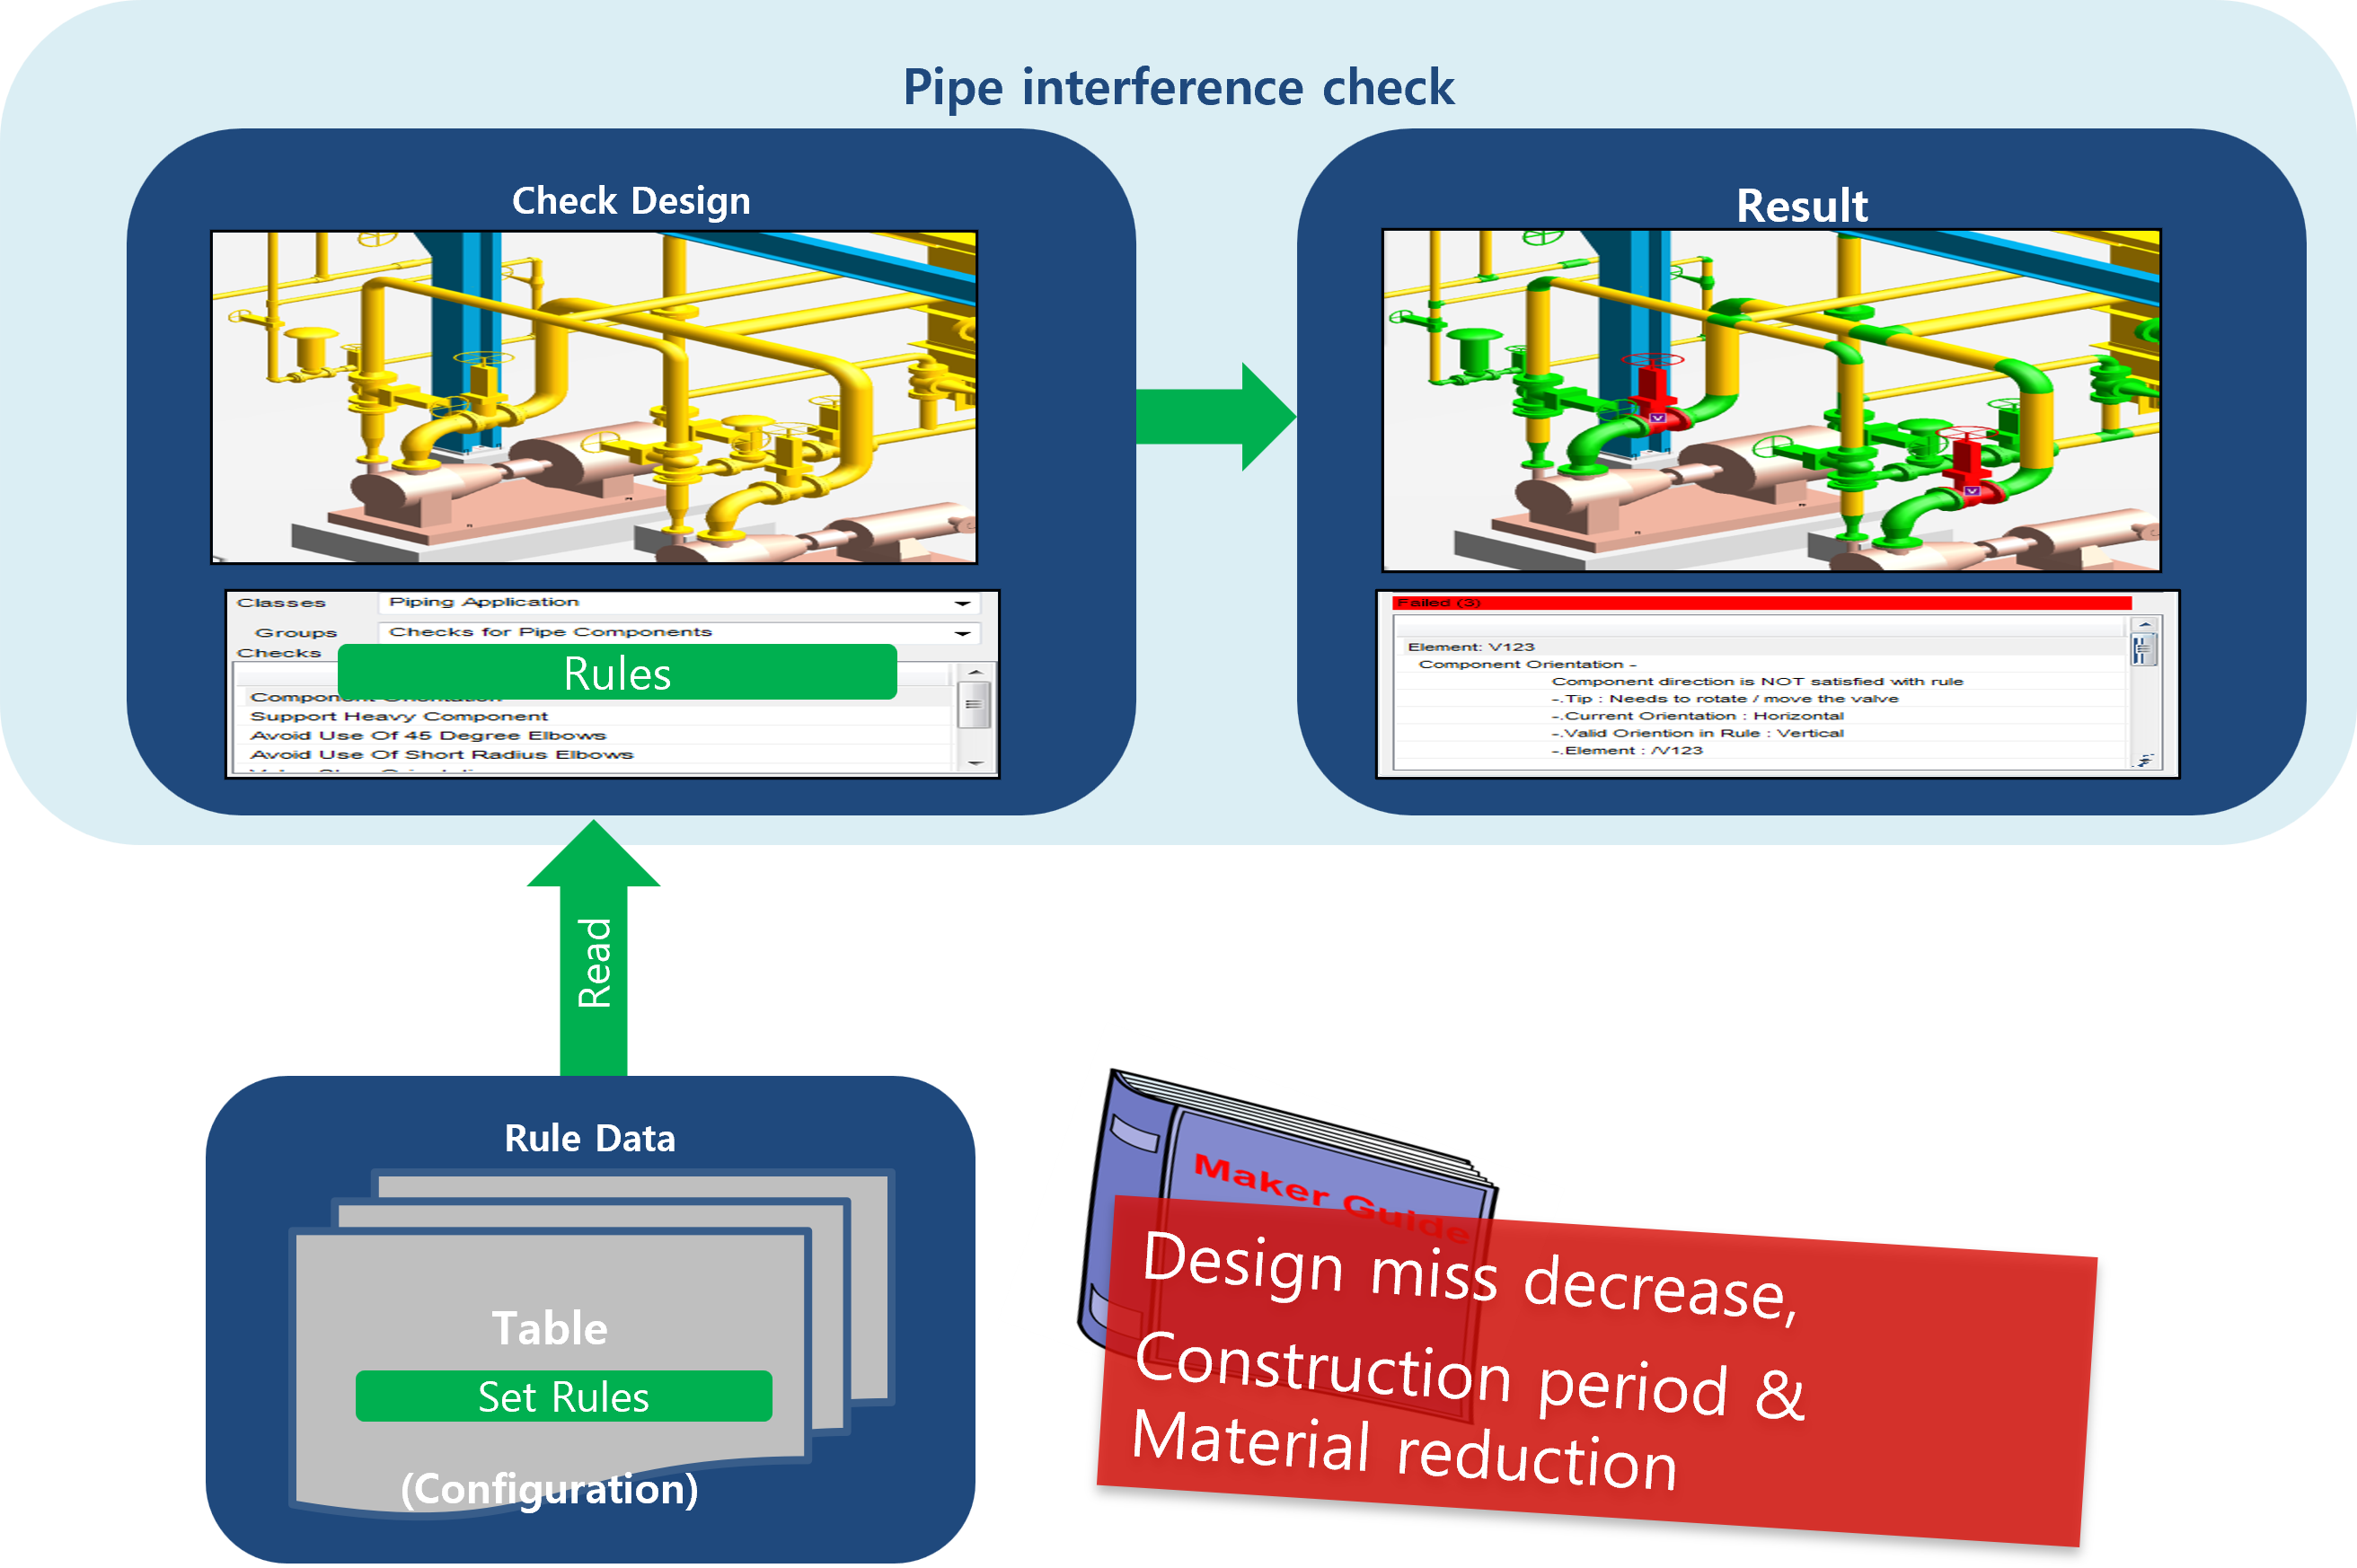 Pipe interference check
Check Design
Classes
Piping Application
Groups
Checks for Pipe Components
Checks
Rules
Component Orientation
Support Heavy Component
Avoid Use Of 45 Degree Elbows
Avoid Use Of Short Radius Elbows
Result
V
V
Failed (3)
Element: V123
Component Orientation -
Component direction is NOT satisfied with rule
-.Tip : Needs to rotate / move the valve
-.Current Orientation : Horizontal
-.Valid Oriention in Rule : Vertical
-.Element : /V123
Read
Rule Data
Table
Set Rules
(Configuration)
Maker Guide
Design miss decrease,
Construction period &
Material reduction